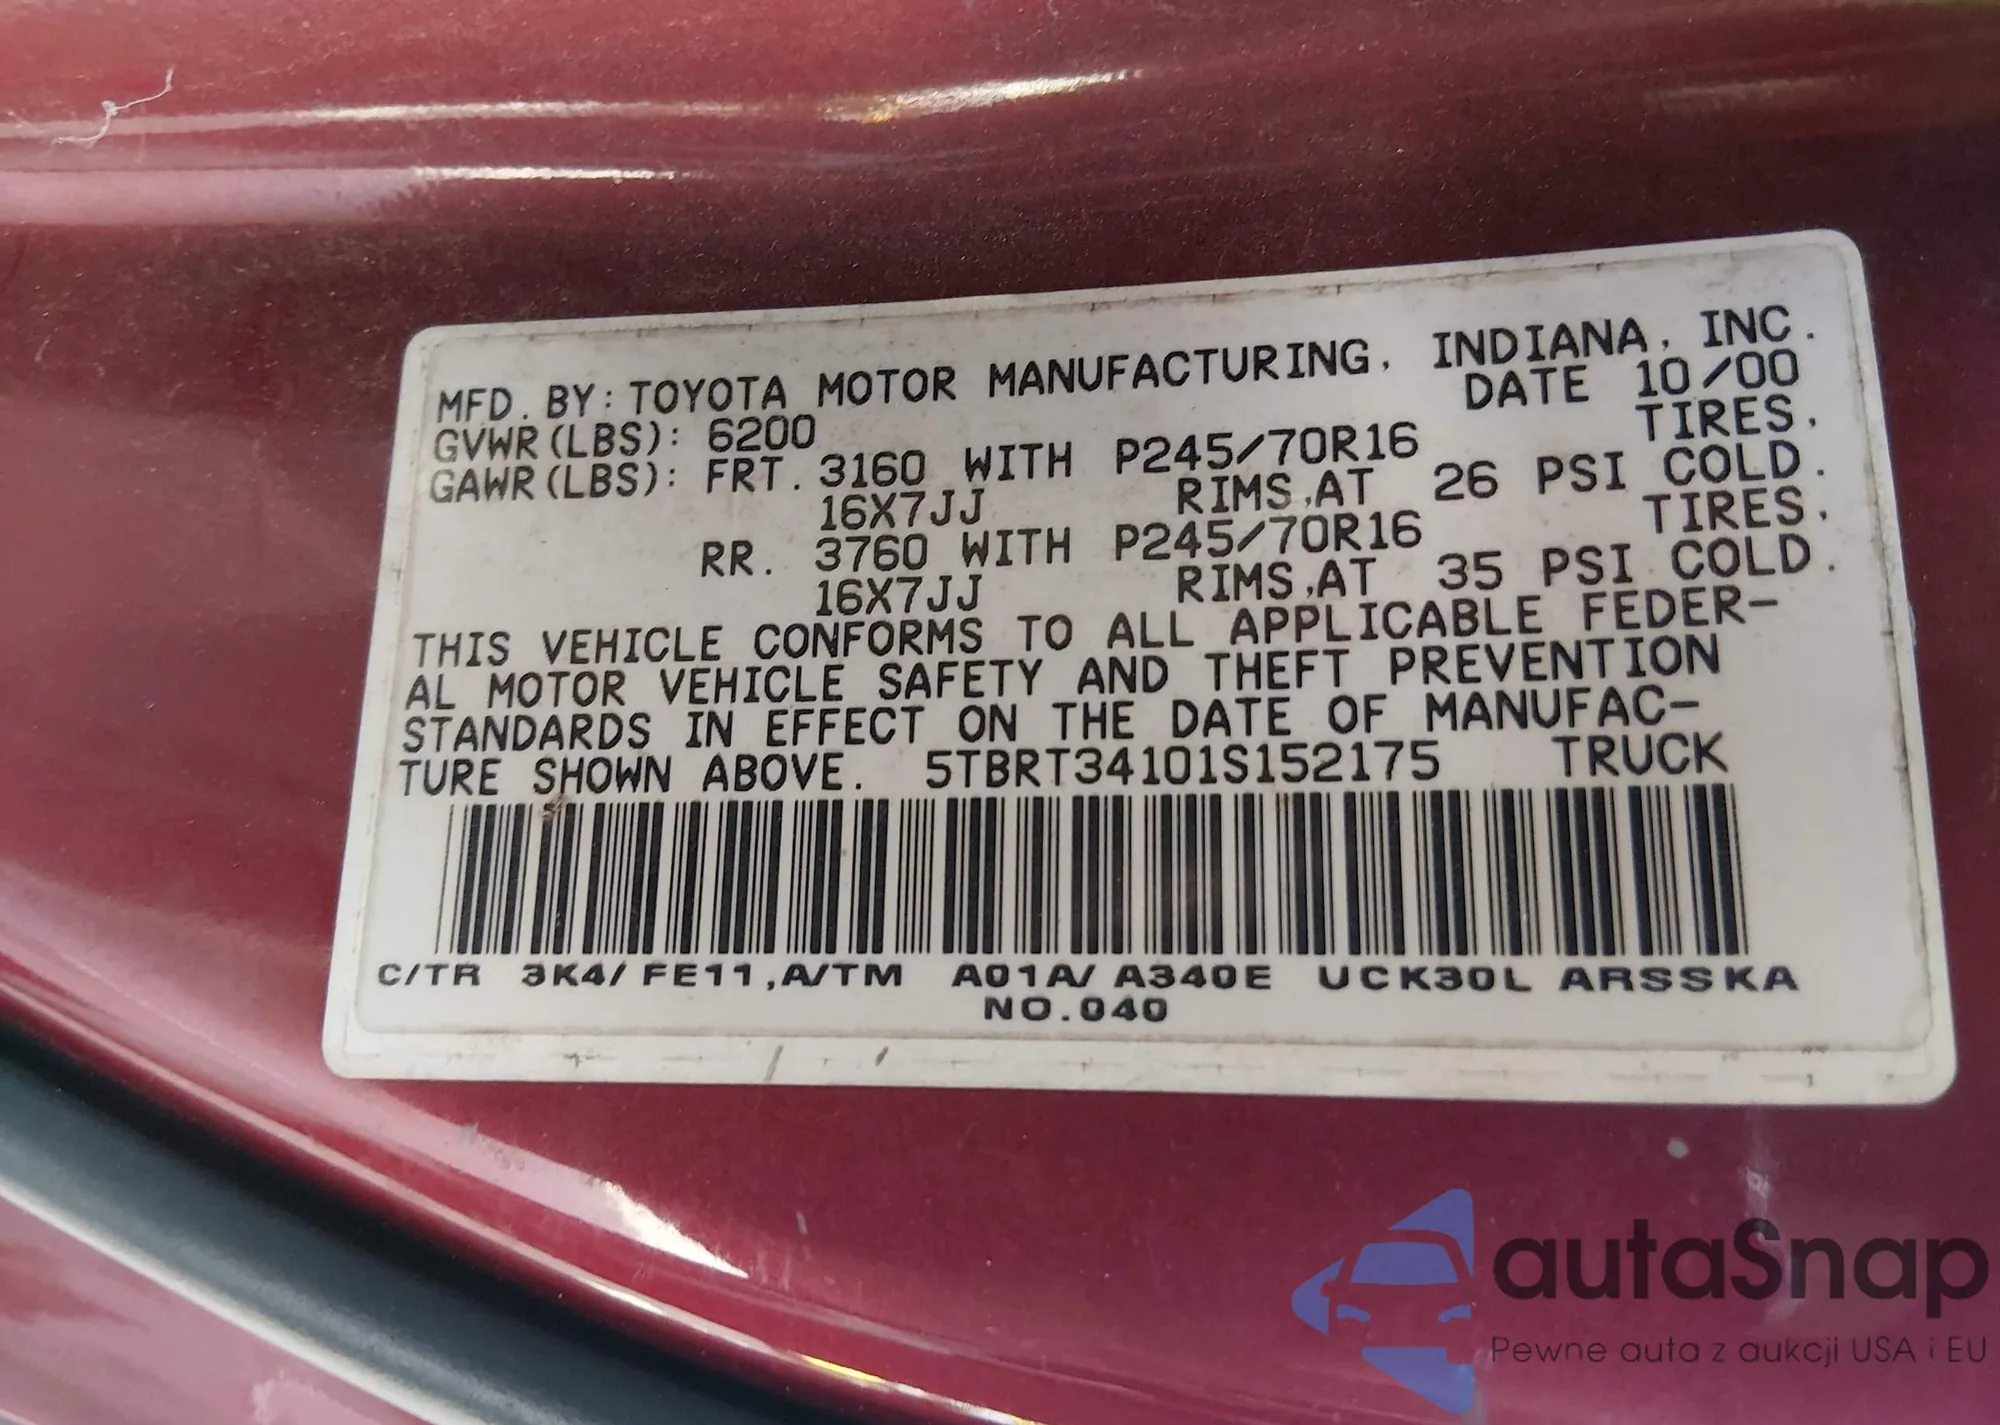 MFD. BY: TOYOTA MOTOR MANUFACTURING, INDIANA, INC.
GVWR(LBS): 6200 DATE 10/00
GAWR(LBS): FRT. 3160 WITH P245/70R16 TIRES,
16X7JJ RIMS,AT 26 PSI COLD.
RR. 3760 WITH P245/70R16 TIRES,
16X7JJ RIMS,AT 35 PSI COLD.
THIS VEHICLE CONFORMS TO ALL APPLICABLE FEDER-
AL MOTOR VEHICLE SAFETY AND THEFT PREVENTION
STANDARDS IN EFFECT ON THE DATE OF MANUFAC-
TURE SHOWN ABOVE. 5TBRT34101S152175 TRUCK
C/TR 3K4/FE11,A/TM A01A/A340E UCK30L ARSSKA
NO.040
autaSnap
Pewne auta z aukcji USA i EU